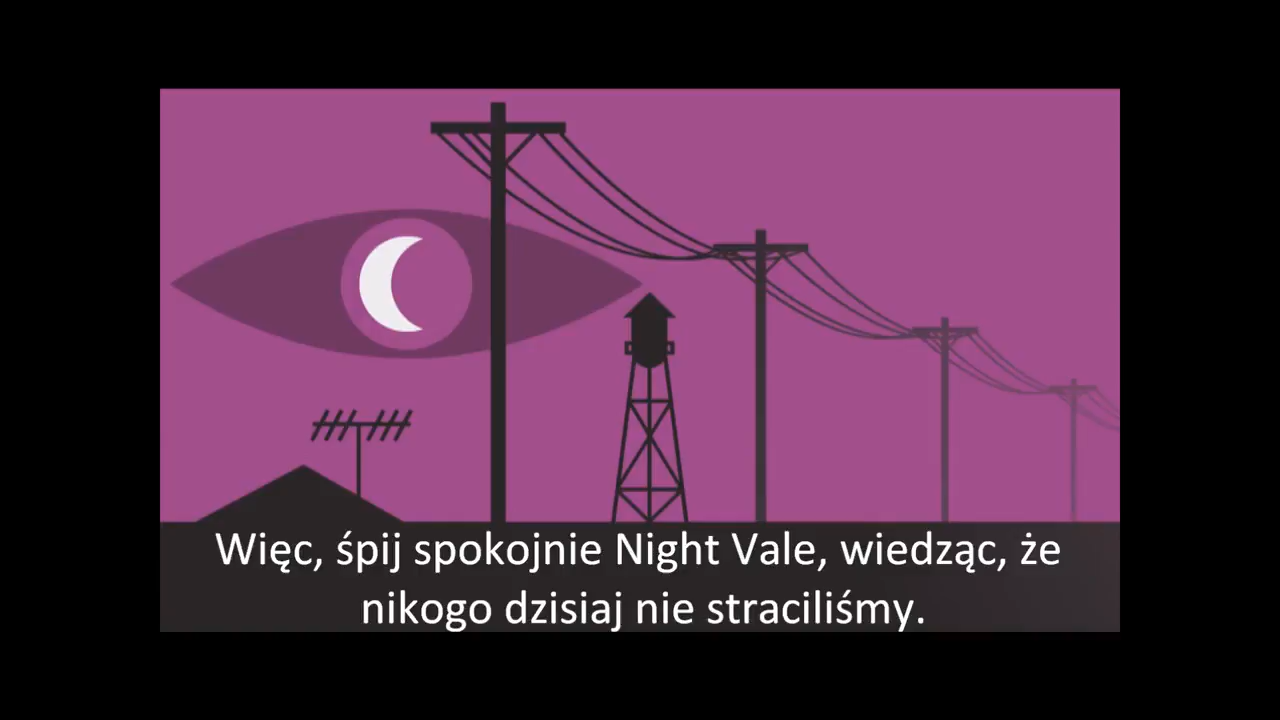 Więc, śpij spokojnie Night Vale, wiedząc, że
nikogo dzisiaj nie straciliśmy.